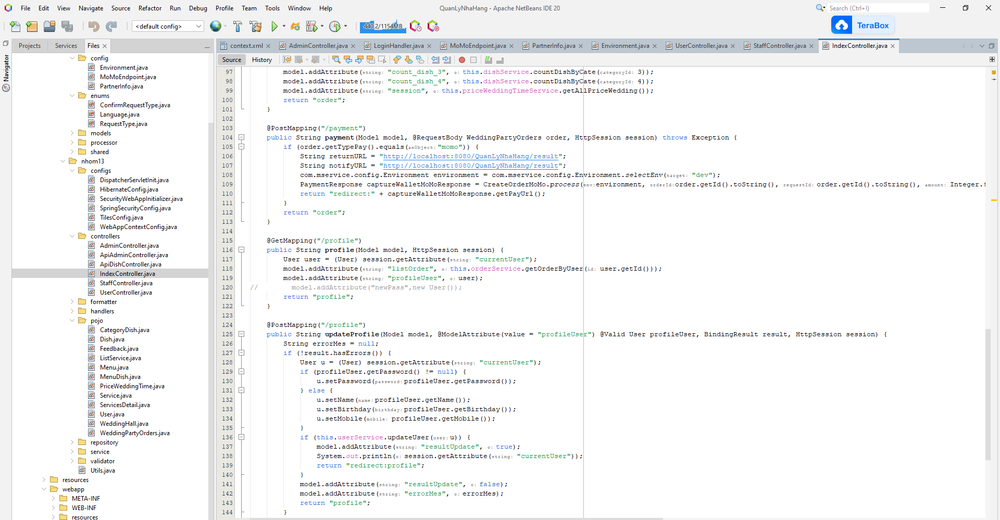 File Edit View Navigate Source Refactor Run Debug Profile Team Tools Window Help
QuanLyNhaHang - Apache NetBeans IDE 20
Search (Ctrl+I)
<default config>
440.2/1154MB
TeraBox
Projects Services Files
Navigator
context.xml AdminController.java LoginHandler.java MoMoEndpoint.java PartnerInfo.java Environment.java UserController.java StaffController.java IndexController.java
Source History
config
Environment.java
MoMoEndpoint.java
PartnerInfo.java
enums
ConfirmRequestType.java
Language.java
RequestType.java
models
processor
shared
nhom13
configs
DispatcherServletInit.java
HibernateConfig.java
SecurityWebAppInitializer.java
SpringSecurityConfig.java
TilesConfig.java
WebAppContextConfig.java
controllers
AdminController.java
ApiAdminController.java
ApiDishController.java
IndexController.java
StaffController.java
UserController.java
formatter
handlers
pojo
CategoryDish.java
Dish.java
Feedback.java
ListService.java
Menu.java
MenuDish.java
PriceWeddingTime.java
Service.java
ServicesDetail.java
User.java
WeddingHall.java
WeddingPartyOrders.java
repository
service
validator
Utils.java
resources
webapp
META-INF
WEB-INF
resources
97 model.addAttribute(string: "count_dish_3", o: this.dishService.countDishByCate(categoryId: 3));
98 model.addAttribute(string: "count_dish_4", o: this.dishService.countDishByCate(categoryId: 4));
99 model.addAttribute(string: "session", o: this.priceWeddingTimeService.getAllPriceWedding());
100 return "order";
101 }
102
103 @PostMapping("/payment")
104 public String payment(Model model, @RequestBody WeddingPartyOrders order, HttpSession session) throws Exception {
105 if (order.getTypePay().equals(anObject: "momo")) {
106 String returnURL = "http://localhost:8080/QuanLyNhaHang/result";
107 String notifyURL = "http://localhost:8080/QuanLyNhaHang/result";
108 com.mservice.config.Environment environment = com.mservice.config.Environment.selectEnv(target: "dev");
109 PaymentResponse captureWalletMoMoResponse = CreateOrderMoMo.process(env: environment, orderId: order.getId().toString(), requestId: order.getId().toString(), amount: Integer.
110 return "redirect:" + captureWalletMoMoResponse.getPayUrl();
111 }
112 return "order";
113 }
114
115 @GetMapping("/profile")
116 public String profile(Model model, HttpSession session) {
117 User user = (User) session.getAttribute(string: "currentUser");
118 model.addAttribute(string: "listOrder", o: this.orderService.getOrderByUser(id: user.getId()));
119 model.addAttribute(string: "profileUser", o: user);
120 // model.addAttribute("newPass",new User());
121 return "profile";
122 }
123
124 @PostMapping("/profile")
125 public String updateProfile(Model model, @ModelAttribute(value = "profileUser") @Valid User profileUser, BindingResult result, HttpSession session) {
126 String errorMes = null;
127 if (!result.hasErrors()) {
128 User u = (User) session.getAttribute(string: "currentUser");
129 if (profileUser.getPassword() != null) {
130 u.setPassword(password: profileUser.getPassword());
131 } else {
132 u.setName(name: profileUser.getName());
133 u.setBirthday(birthday: profileUser.getBirthday());
134 u.setMobile(mobile: profileUser.getMobile());
135 }
136 if (this.userService.updateUser(user: u)) {
137 model.addAttribute(string: "resultUpdate", o: true);
138 System.out.println(x: session.getAttribute(string: "currentUser"));
139 return "redirect:profile";
140 }
141 model.addAttribute(string: "resultUpdate", o: false);
142 model.addAttribute(string: "errorMes", o: errorMes);
143 return "profile";
144 }